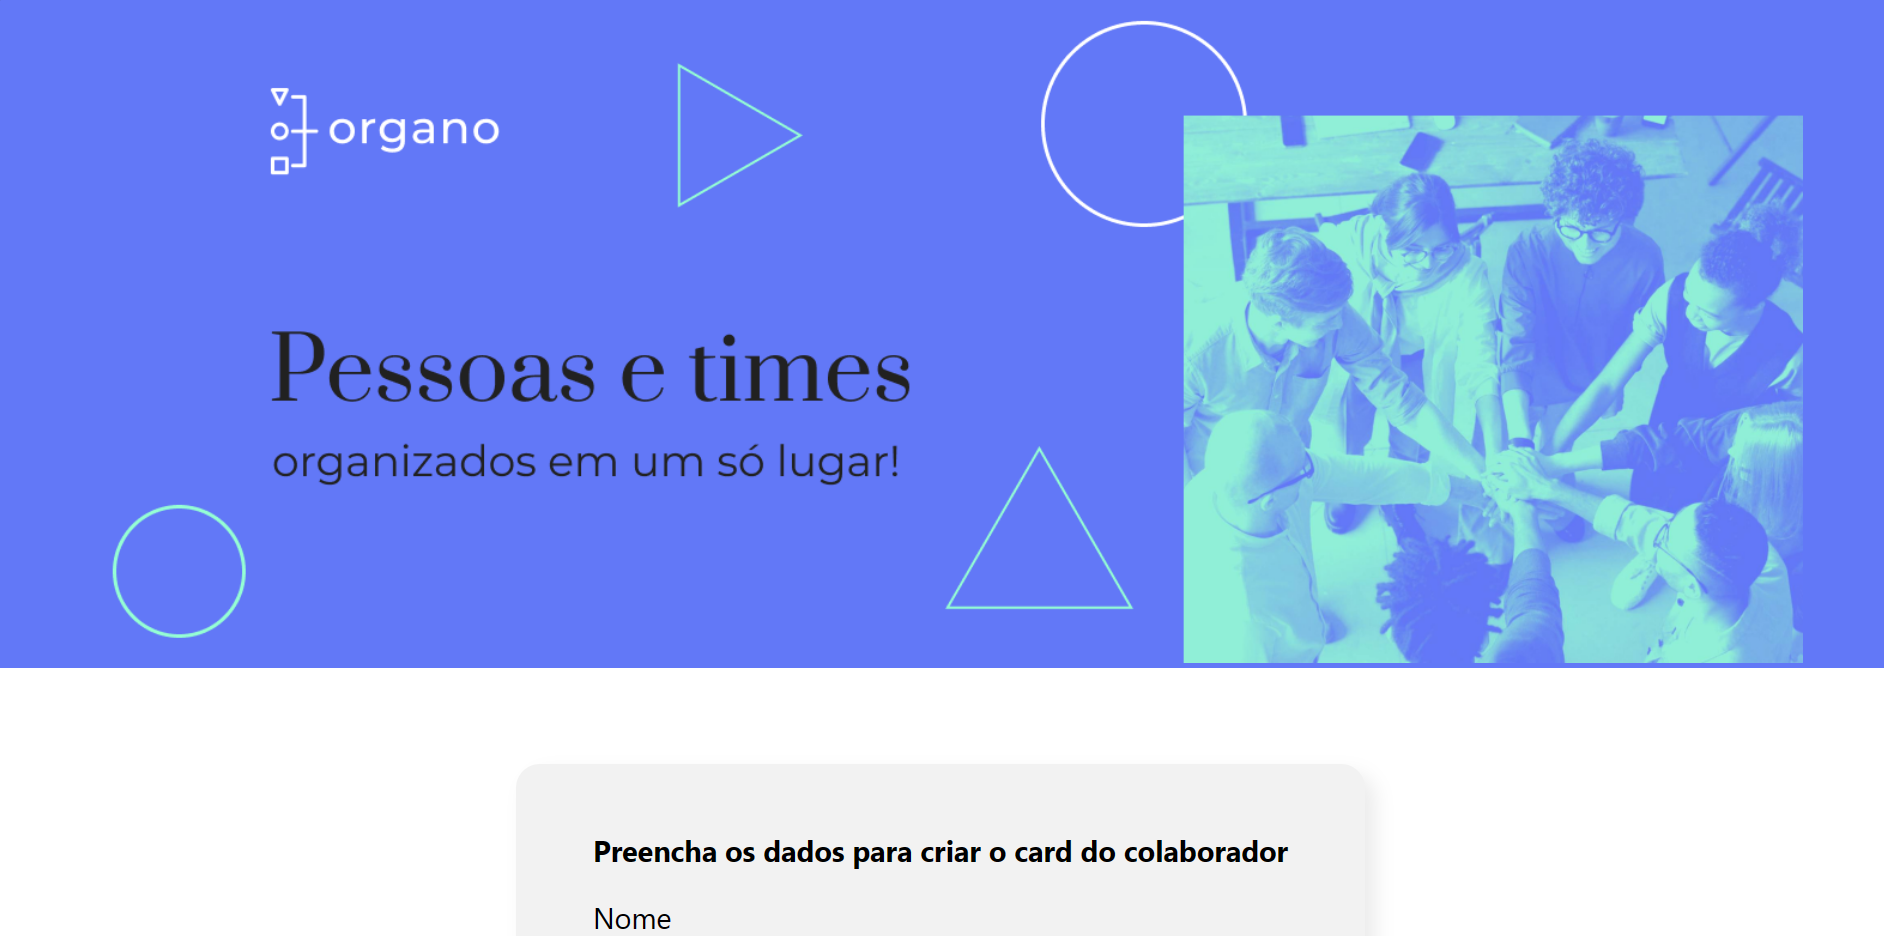 organo
Pessoas e times
organizados em um só lugar!
Preencha os dados para criar o card do colaborador
Nome